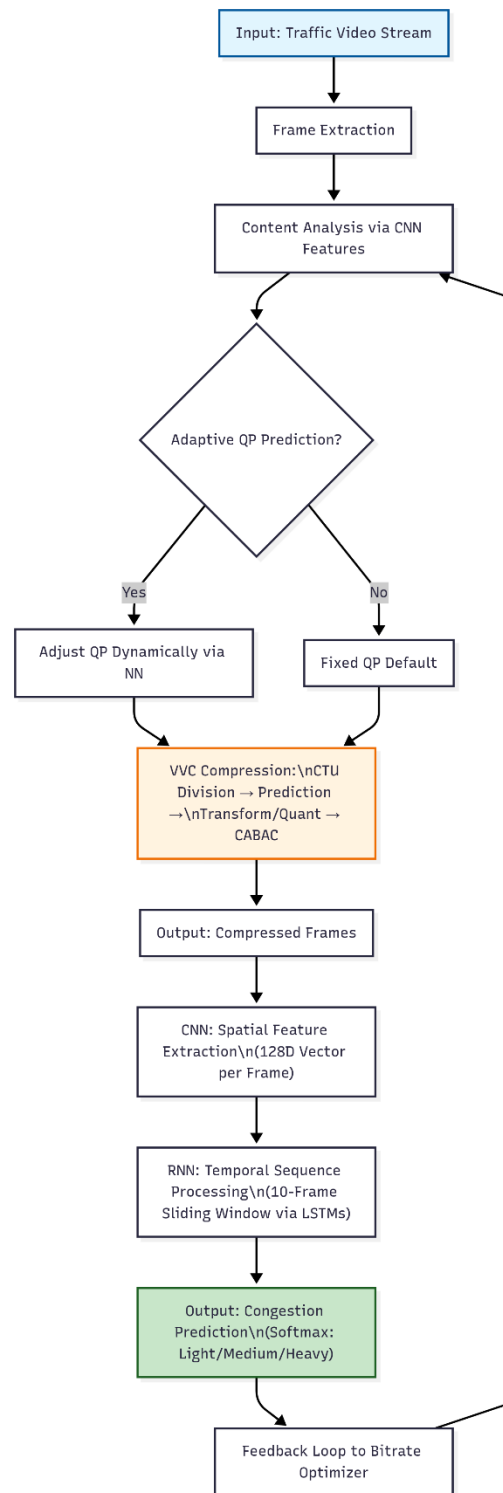 Input: Traffic Video Stream
Frame Extraction
Content Analysis via CNN
Features
Adaptive QP Prediction?
Yes
No
Adjust QP Dynamically via
NN
Fixed QP Default
VVC Compression:\nCTU
Division → Prediction
→\nTransform/Quant →
CABAC
Output: Compressed Frames
CNN: Spatial Feature
Extraction\n(128D Vector
per Frame)
RNN: Temporal Sequence
Processing\n(10-Frame
Sliding Window via LSTMs)
Output: Congestion
Prediction\n(Softmax:
Light/Medium/Heavy)
Feedback Loop to Bitrate
Optimizer